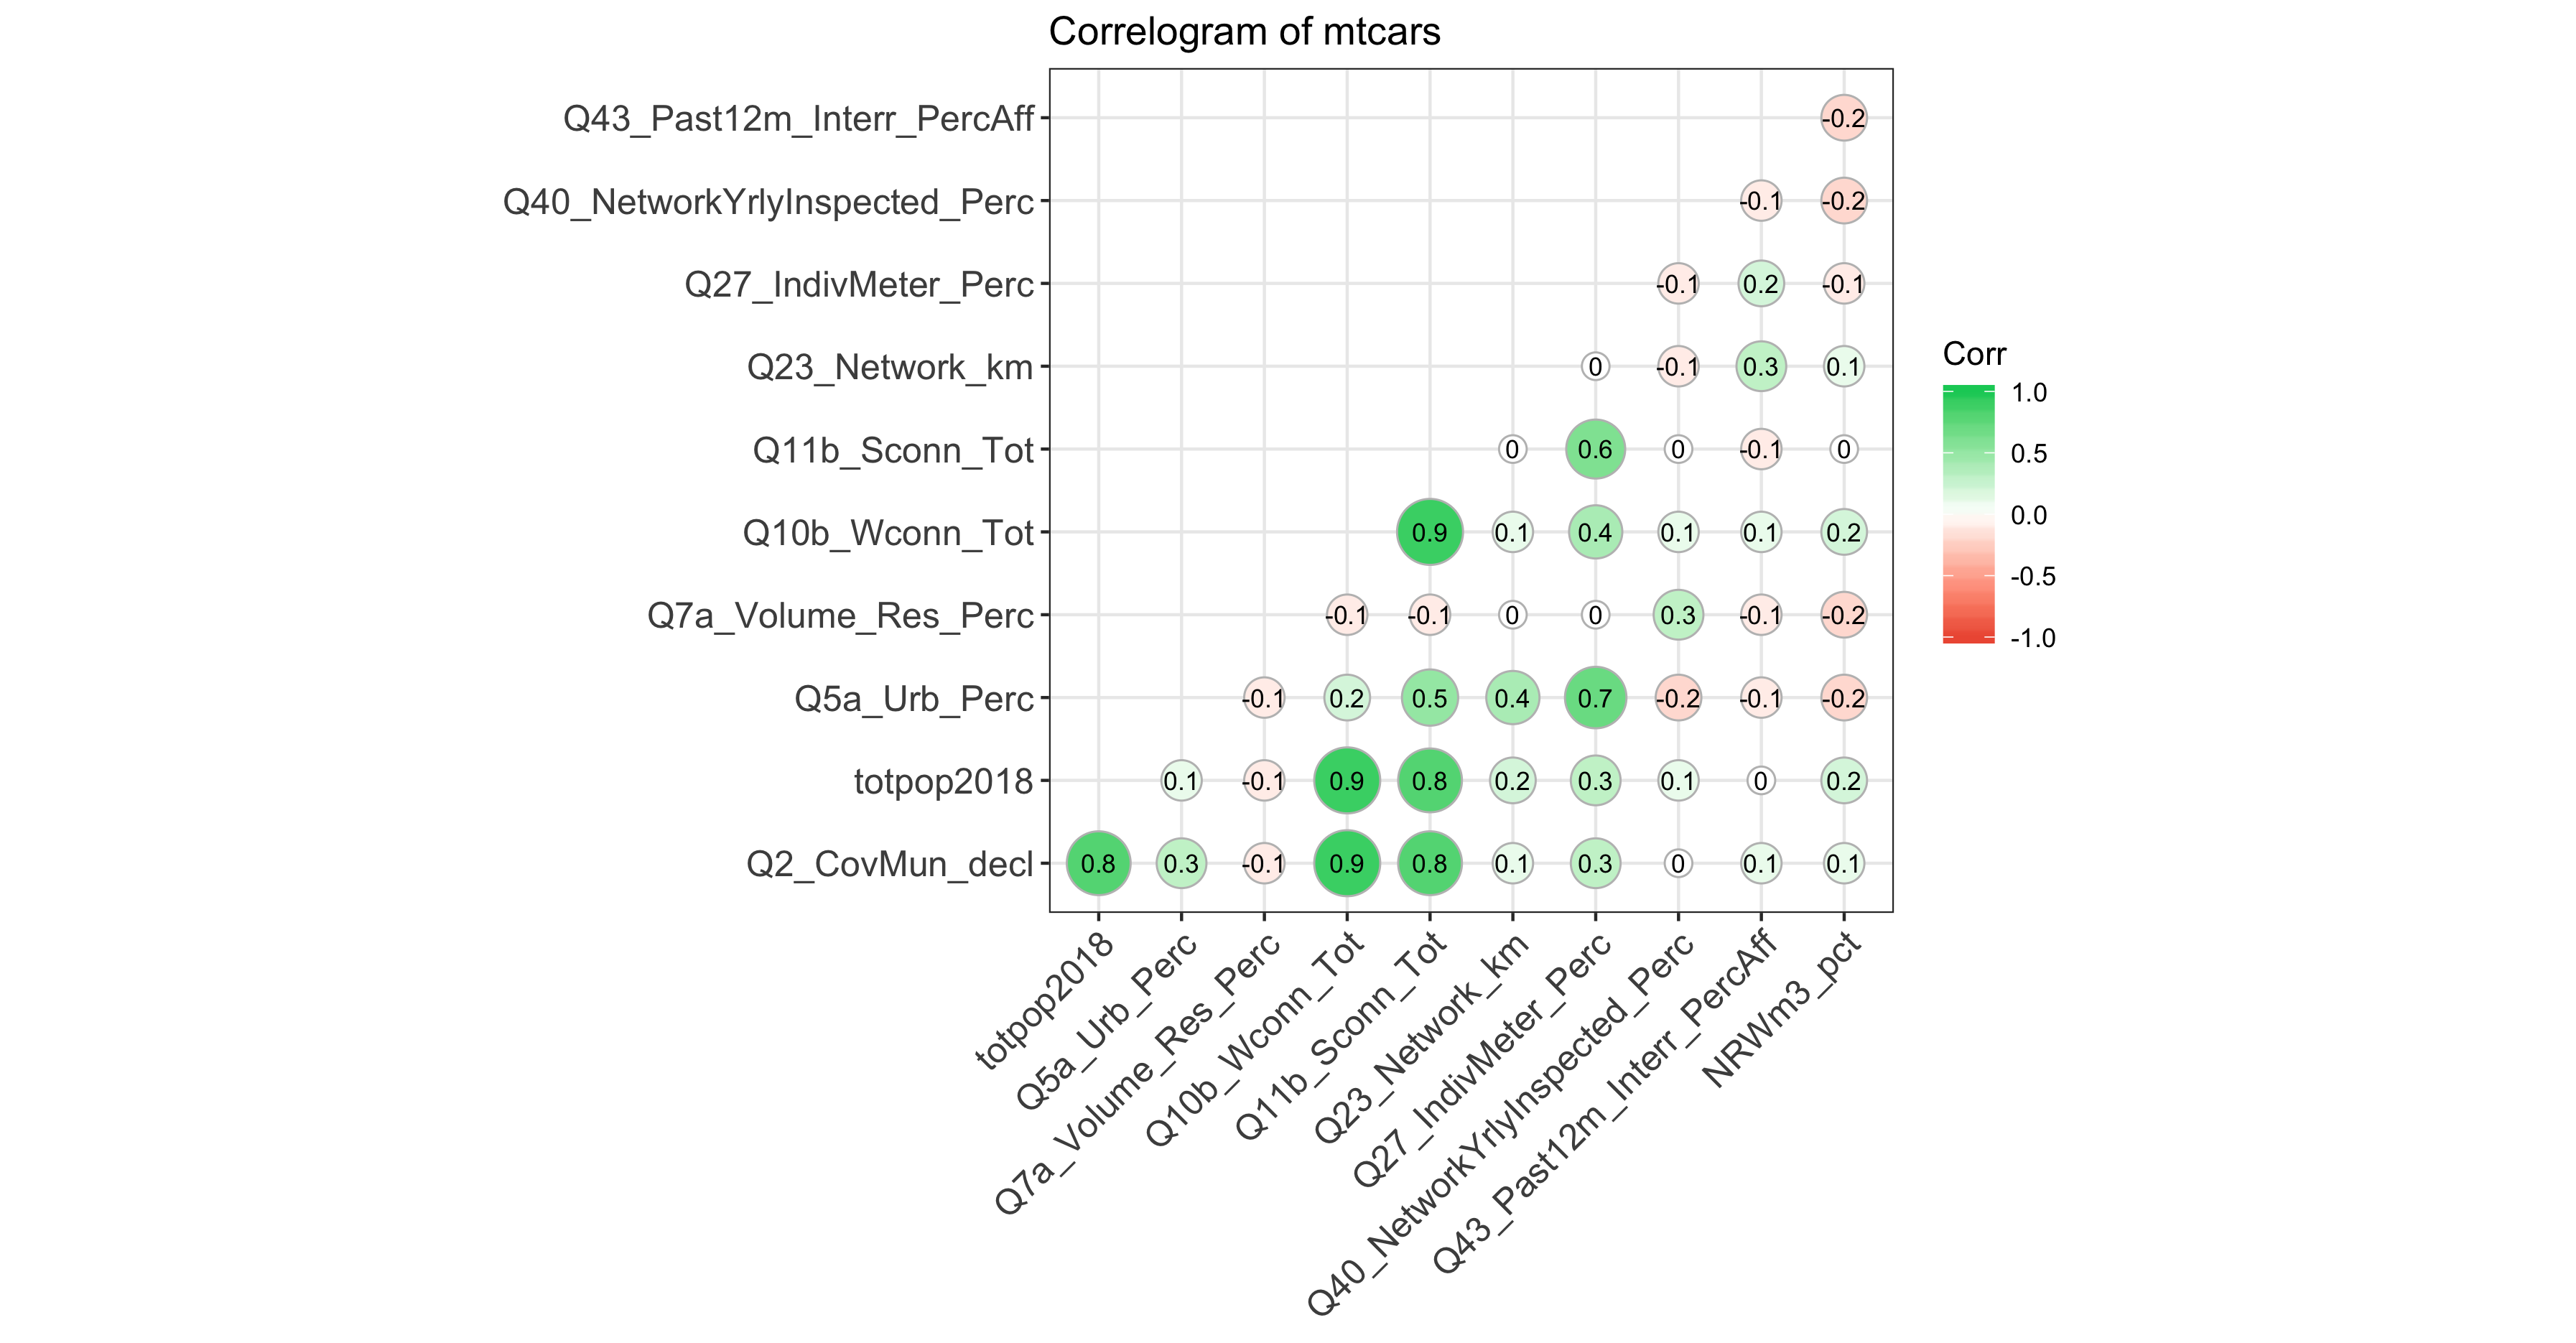 Correlogram of mtcars
Q43_Past12m_Interr_PercAff -0.2
Q40_NetworkYrlyInspected_Perc -0.1 -0.2
Q27_IndivMeter_Perc -0.1 0.2 -0.1
Q23_Network_km 0 -0.1 0.3 0.1
Q11b_Sconn_Tot 0 0.6 0 -0.1 0
Q10b_Wconn_Tot 0.9 0.1 0.4 0.1 0.1 0.2
Q7a_Volume_Res_Perc -0.1 -0.1 0 0 0.3 -0.1 -0.2
Q5a_Urb_Perc -0.1 0.2 0.5 0.4 0.7 -0.2 -0.1 -0.2
totpop2018 0.1 -0.1 0.9 0.8 0.2 0.3 0.1 0 0.2
Q2_CovMun_decl 0.8 0.3 -0.1 0.9 0.8 0.1 0.3 0 0.1 0.1
totpop2018
Q5a_Urb_Perc
Q7a_Volume_Res_Perc
Q10b_Wconn_Tot
Q11b_Sconn_Tot
Q23_Network_km
Q27_IndivMeter_Perc
Q40_NetworkYrlyInspected_Perc
Q43_Past12m_Interr_PercAff
NRWm3_pct
Corr
1.0
0.5
0.0
-0.5
-1.0